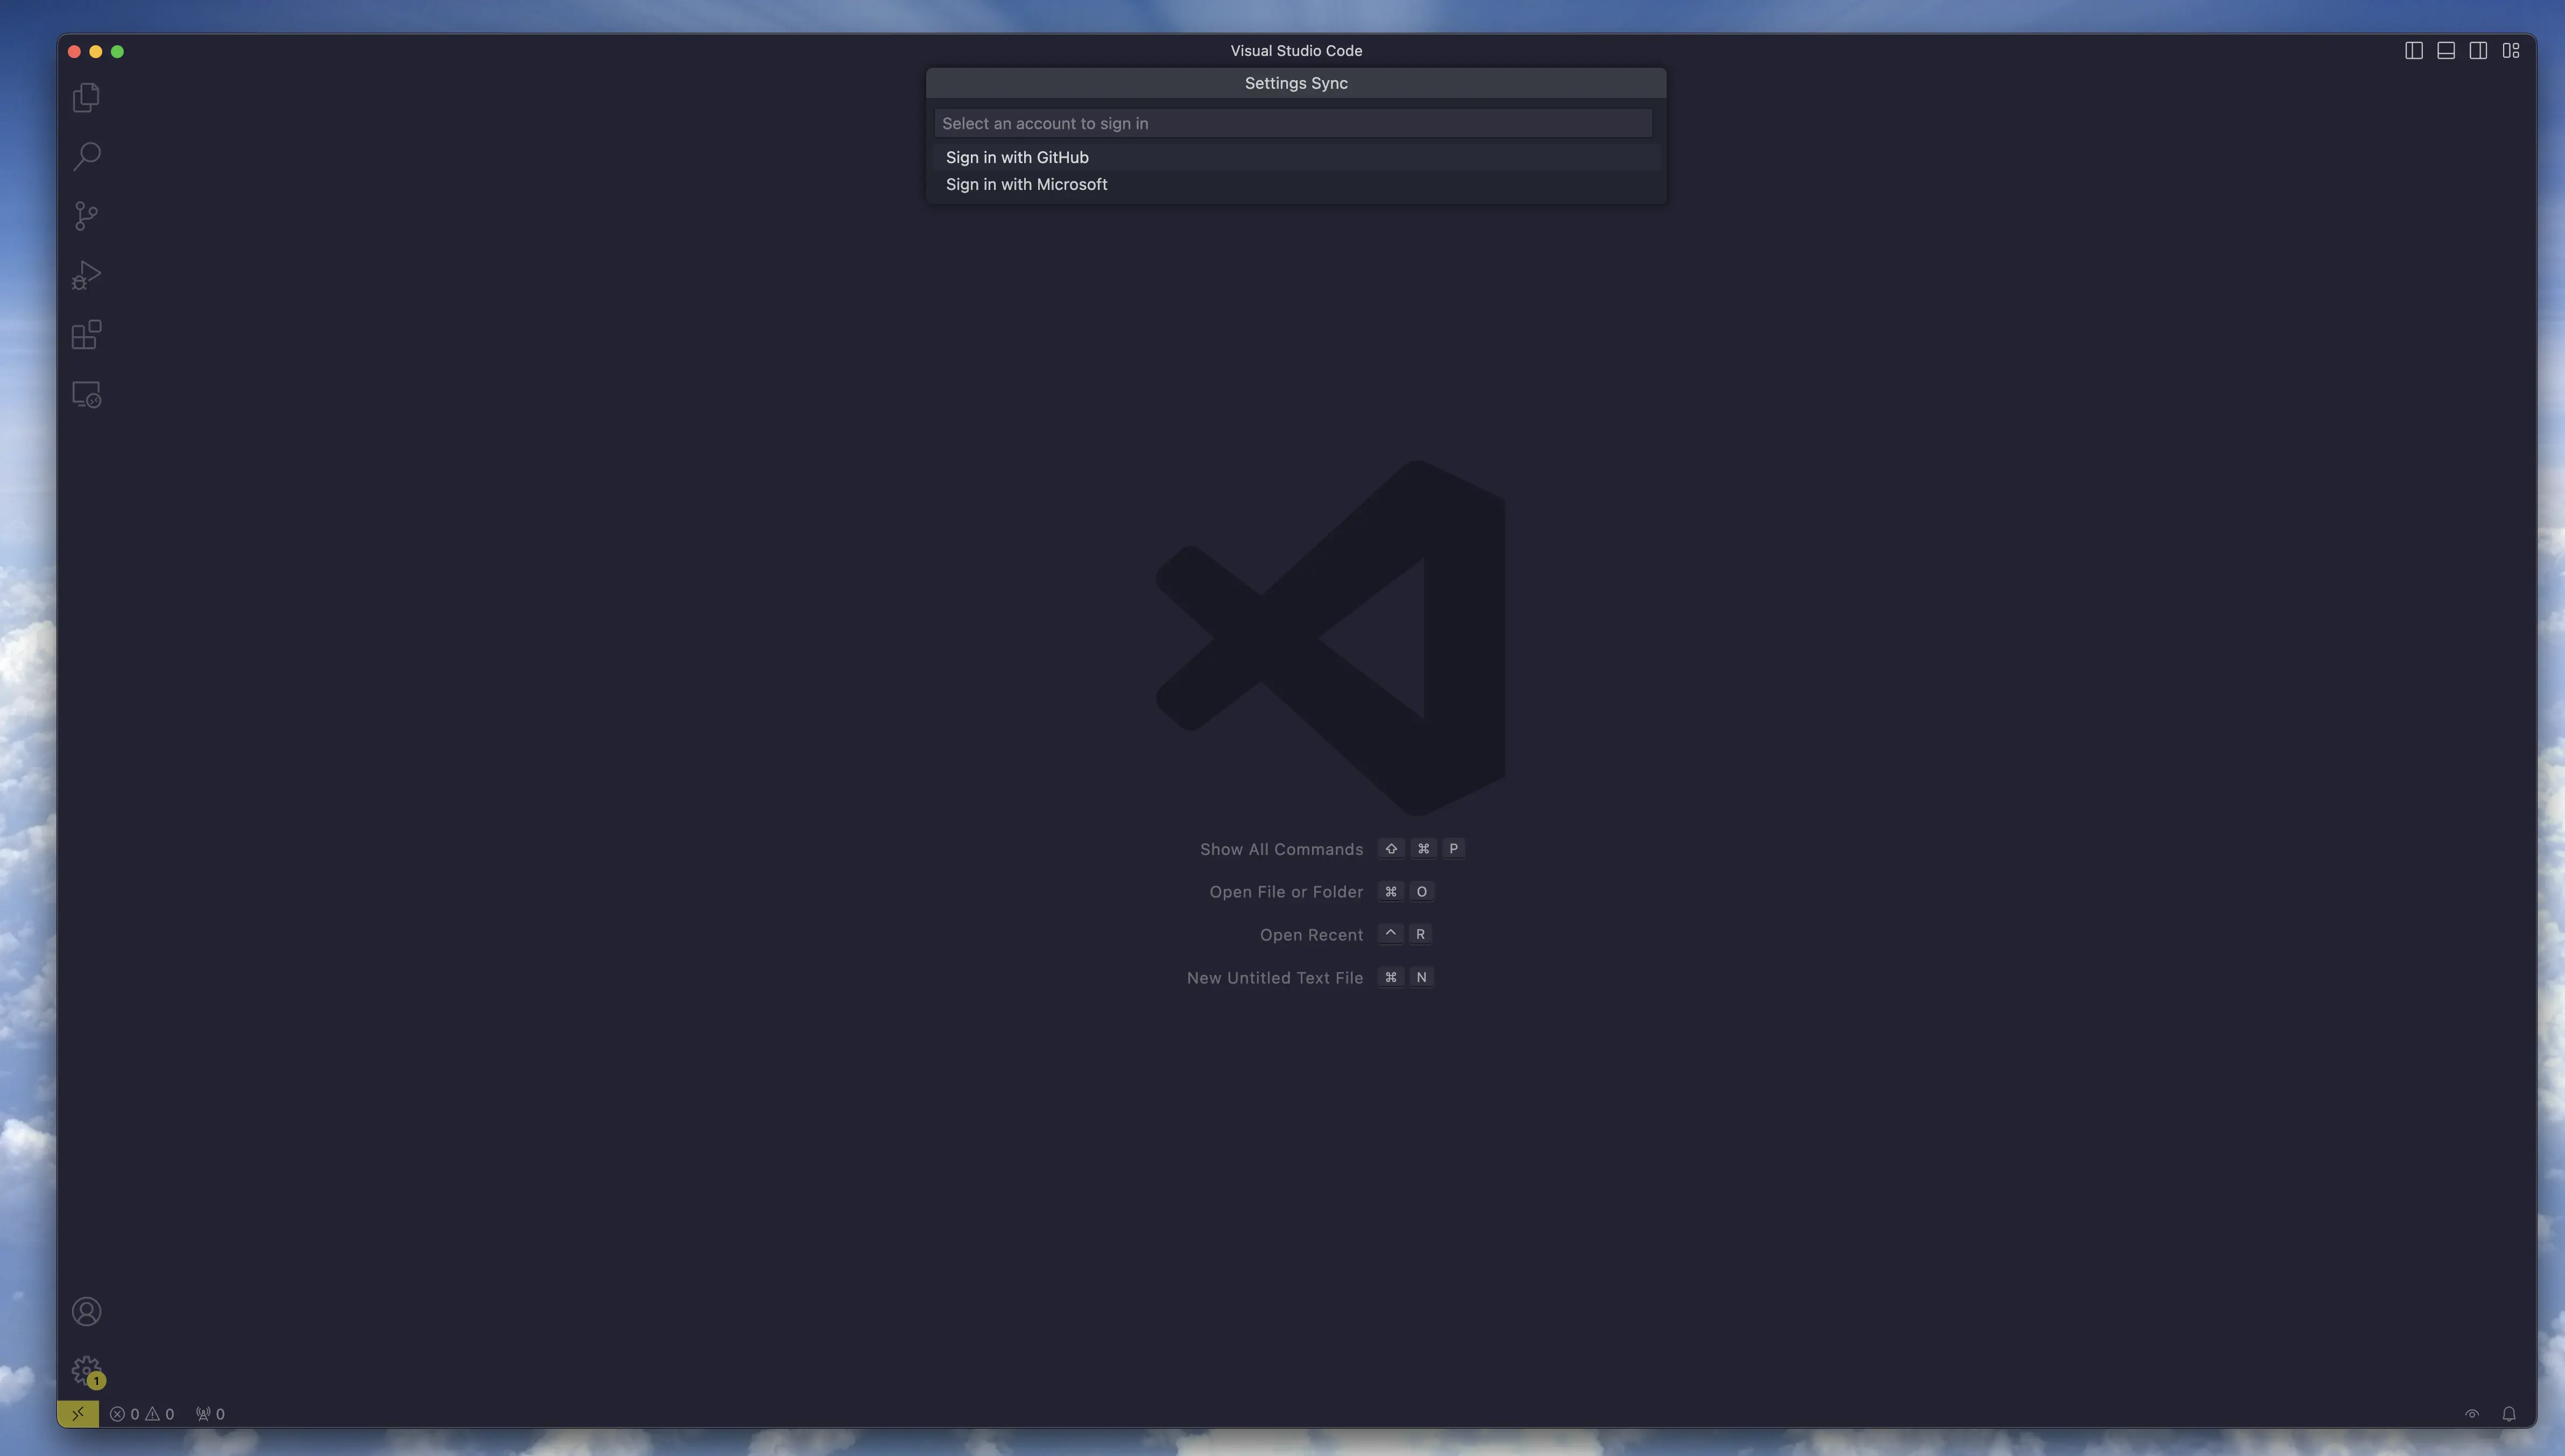 Visual Studio Code
Settings Sync
Select an account to sign in
Sign in with GitHub
Sign in with Microsoft
Show All Commands ⇧ ⌘ P
Open File or Folder ⌘ O
Open Recent ^ R
New Untitled Text File ⌘ N
1
0 0 0